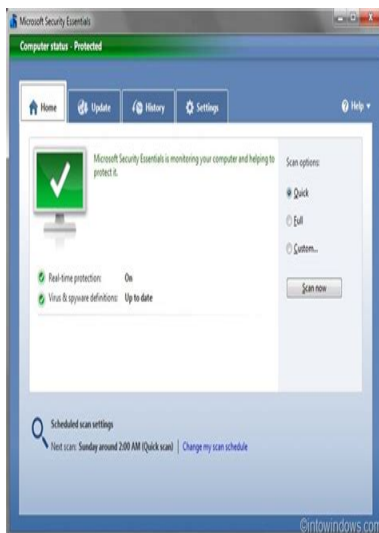 Microsoft Security Essentials
Computer status - Protected
Home
Update
History
Settings
Help
Microsoft Security Essentials is monitoring your computer and helping to
protect it.
Scan options:
Quick
Full
Custom...
Scan now
Real-time protection: On
Virus & spyware definitions: Up to date
Scheduled scan settings
Next scan: Sunday around 2:00 AM (Quick scan) | Change my scan schedule
©intowindows.com